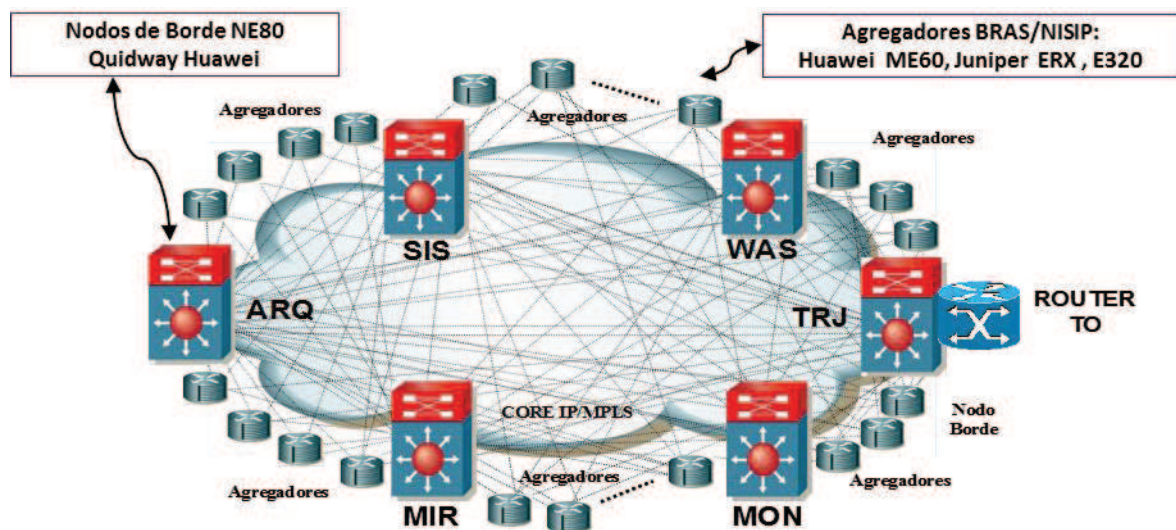 Nodos de Borde NE80
Quidway Huawei
Agregadores BRAS/NISIP:
Huawei ME60, Juniper ERX , E320
Agregadores
Agregadores
Agregadores
SIS
WAS
ARQ
TRJ
ROUTER
TO
CORE IP/MPLS
Nodo
Borde
Agregadores
Agregadores
Agregadores
MIR
MON